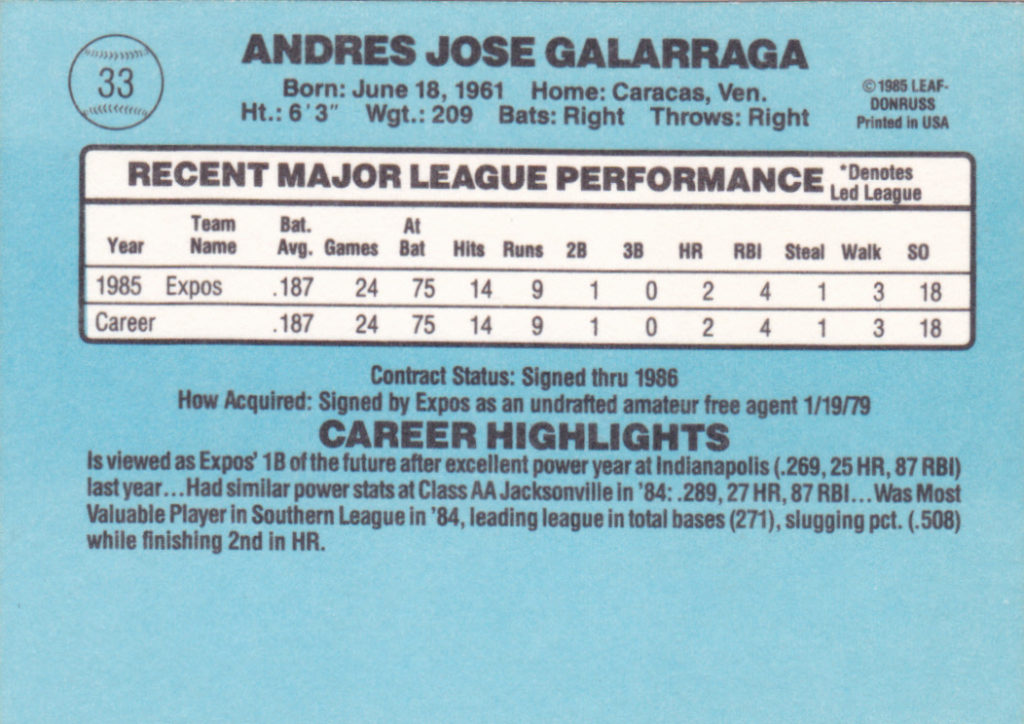 33
ANDRES JOSE GALARRAGA
Born: June 18, 1961 Home: Caracas, Ven.
Ht.: 6'3" Wgt.: 209 Bats: Right Throws: Right
©1985 LEAF-
DONRUSS
Printed in USA
RECENT MAJOR LEAGUE PERFORMANCE *Denotes
Led League
Year Team Name Bat. Avg. Games At Bat Hits Runs 2B 3B HR RBI Steal Walk SO
1985 Expos .187 24 75 14 9 1 0 2 4 1 3 18
Career .187 24 75 14 9 1 0 2 4 1 3 18
Contract Status: Signed thru 1986
How Acquired: Signed by Expos as an undrafted amateur free agent 1/19/79
CAREER HIGHLIGHTS
Is viewed as Expos' 1B of the future after excellent power year at Indianapolis (.269, 25 HR, 87 RBI)
last year...Had similar power stats at Class AA Jacksonville in '84: .289, 27 HR, 87 RBI...Was Most
Valuable Player in Southern League in '84, leading league in total bases (271), slugging pct. (.508)
while finishing 2nd in HR.